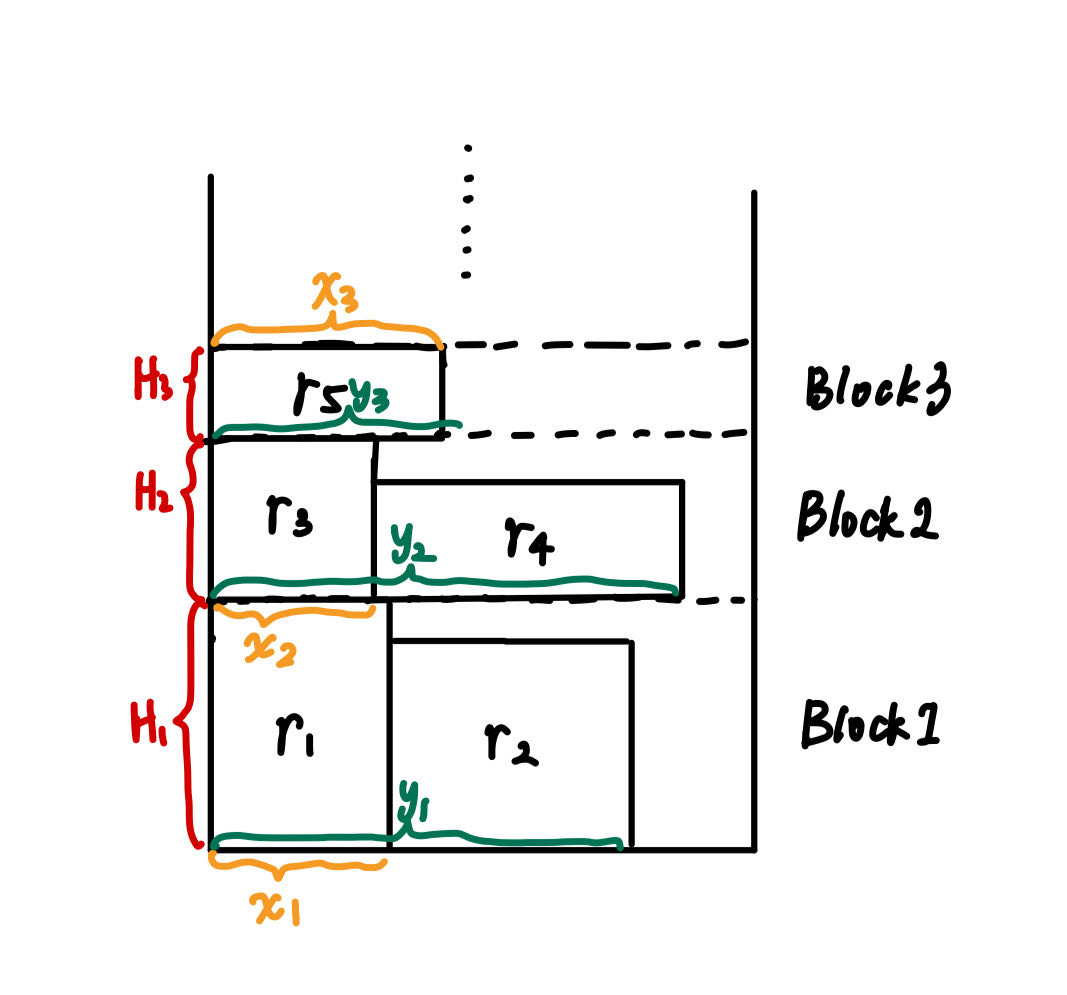 x3
H3
r5
y3
Block3
H2
r3
r4
y2
Block2
x2
H1
r1
r2
y1
Block1
x1